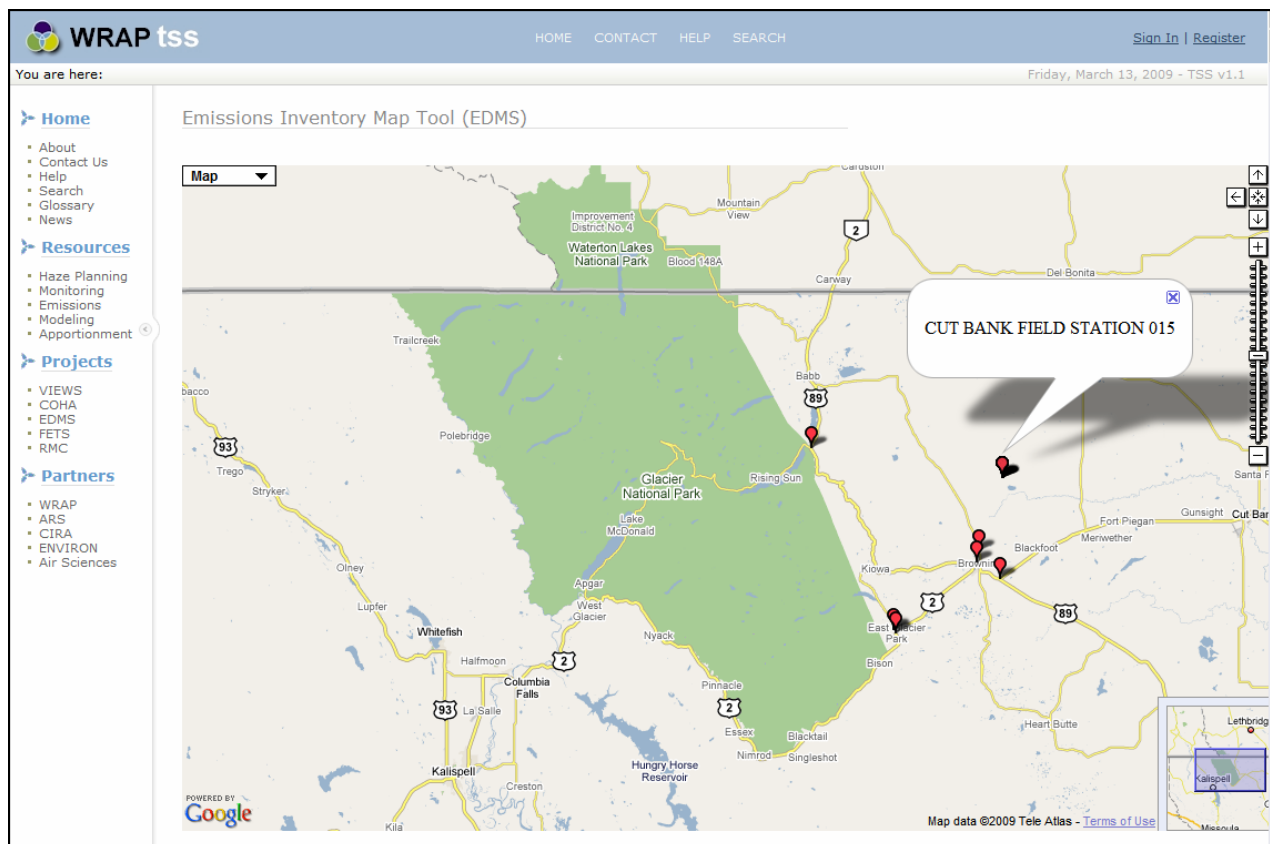 WRAP tss
HOME CONTACT HELP SEARCH
Sign In | Register
You are here:
Friday, March 13, 2009 - TSS v1.1
Home
About
Contact Us
Help
Search
Glossary
News
Resources
Haze Planning
Monitoring
Emissions
Modeling
Apportionment
Projects
VIEWS
COHA
EDMS
FETS
RMC
Partners
WRAP
ARS
CIRA
ENVIRON
Air Sciences
Emissions Inventory Map Tool (EDMS)
Map
Cardston
Mountain
View
Improvement
District No. 4
2
Waterton Lakes
National Park
Blood 148A
Carway
Del Bonita
CUT BANK FIELD STATION 015
Trailcreek
Babb
89
Polebridge
93
Trego
Stryker
Glacier
National Park
Rising Sun
Lake
McDonald
Gunsight
Fort Piegan
Meriwether
Blackfoot
Olney
Kiowa
Apgar
West
Glacier
Lupfer
2
89
Whitefish
Nyack
East Glacier
Park
Halfmoon
2
Bison
Columbia
Falls
Pinnacle
93
La Salle
2
Essex
Heart Butte
Blacktail
Nimrod
Singleshot
Hungry Horse
Reservoir
Kalispell
Creston
Kila
Kalispell
Missoula
POWERED BY
Google
Map data ©2009 Tele Atlas - Terms of Use